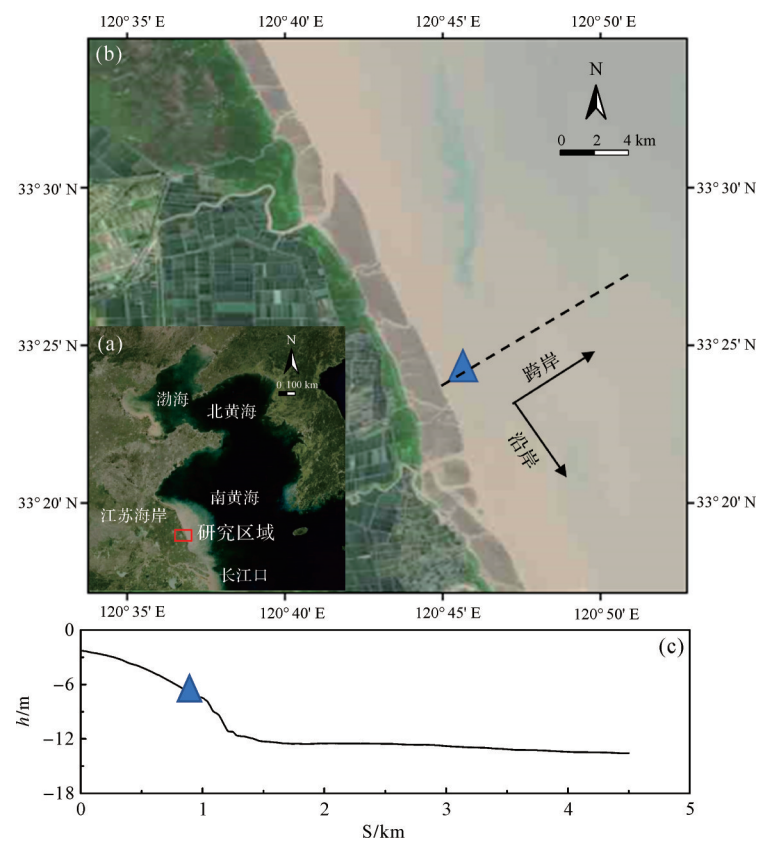 120° 35′ E 120° 40′ E 120° 45′ E 120° 50′ E
(b)
N
0 2 4 km
33° 30′ N 33° 30′ N
33° 25′ N 33° 25′ N
(a)
N
0 100 km
跨岸
渤海
北黄海
沿岸
南黄海
33° 20′ N 33° 20′ N
江苏海岸
研究区域
长江口
120° 35′ E 120° 40′ E 120° 45′ E 120° 50′ E
0
(c)
−6
h/m
−12
−18
0 1 2 3 4 5
S/km